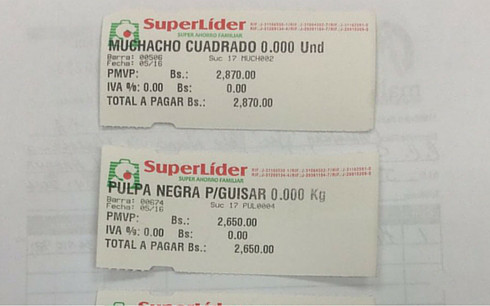 SuperLíder
SUPER AHORRO FAMILIAR
MUCHACHO CUADRADO 0.000 Und
Barra: 00506
Fecha: 05/16 Suc 17 MUCH002
PMVP: Bs.: 2,870.00
IVA %: 0.00 Bs: 0.00
TOTAL A PAGAR Bs.: 2,870.00
SuperLíder
SUPER AHORRO FAMILIAR
PULPA NEGRA P/GUISAR 0.000 Kg
Barra: 00674
Fecha: 05/16 Suc 17 PUL0004
PMVP: Bs.: 2,650.00
IVA %: 0.00 Bs: 0.00
TOTAL A PAGAR Bs.: 2,650.00